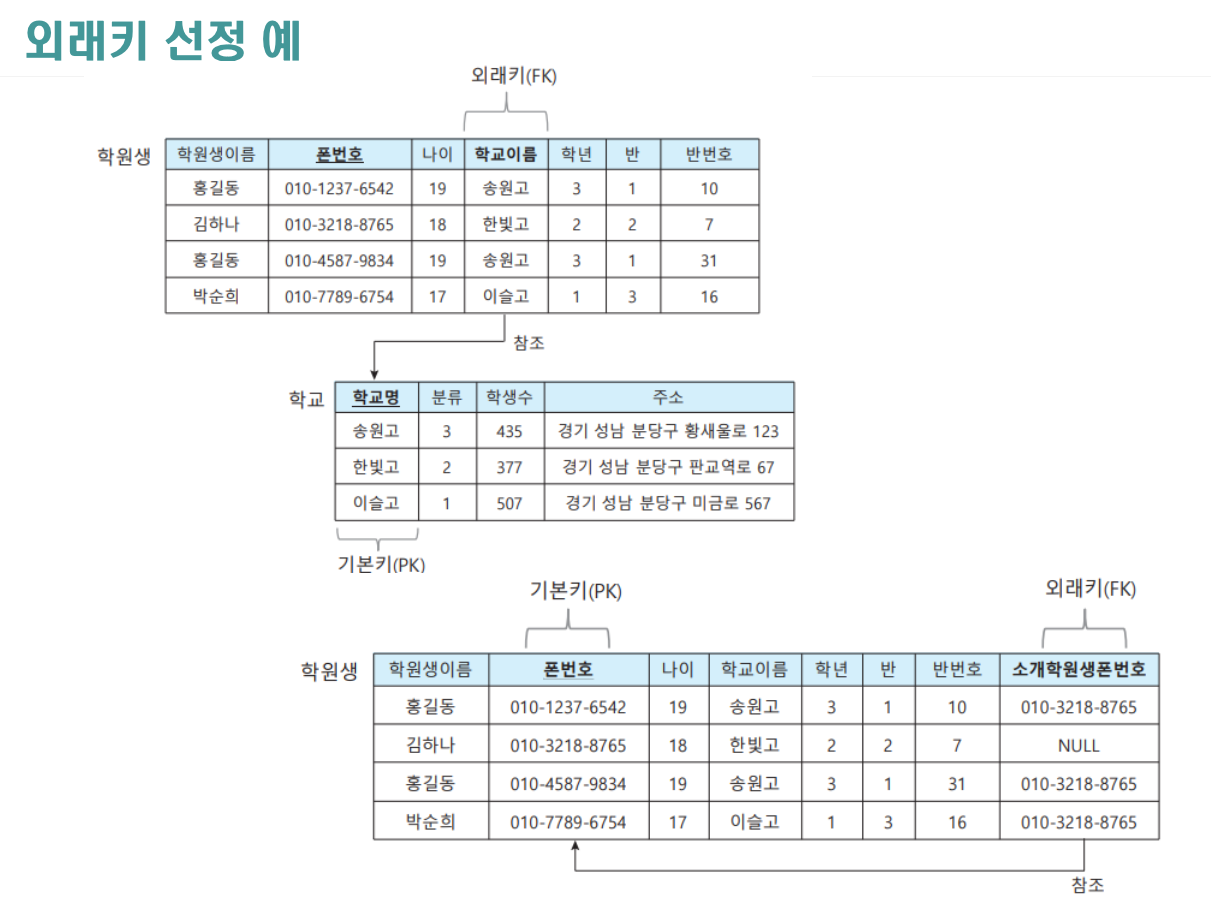 외래키 선정 예
외래키(FK)
학원생
학원생이름 폰번호 나이 학교이름 학년 반 반번호
홍길동 010-1237-6542 19 송원고 3 1 10
김하나 010-3218-8765 18 한빛고 2 2 7
홍길동 010-4587-9834 19 송원고 3 1 31
박순희 010-7789-6754 17 이슬고 1 3 16
참조
학교
학교명 분류 학생수 주소
송원고 3 435 경기 성남 분당구 황새울로 123
한빛고 2 377 경기 성남 분당구 판교역로 67
이슬고 1 507 경기 성남 분당구 미금로 567
기본키(PK)
기본키(PK) 외래키(FK)
학원생
학원생이름 폰번호 나이 학교이름 학년 반 반번호 소개학원생폰번호
홍길동 010-1237-6542 19 송원고 3 1 10 010-3218-8765
김하나 010-3218-8765 18 한빛고 2 2 7 NULL
홍길동 010-4587-9834 19 송원고 3 1 31 010-3218-8765
박순희 010-7789-6754 17 이슬고 1 3 16 010-3218-8765
참조